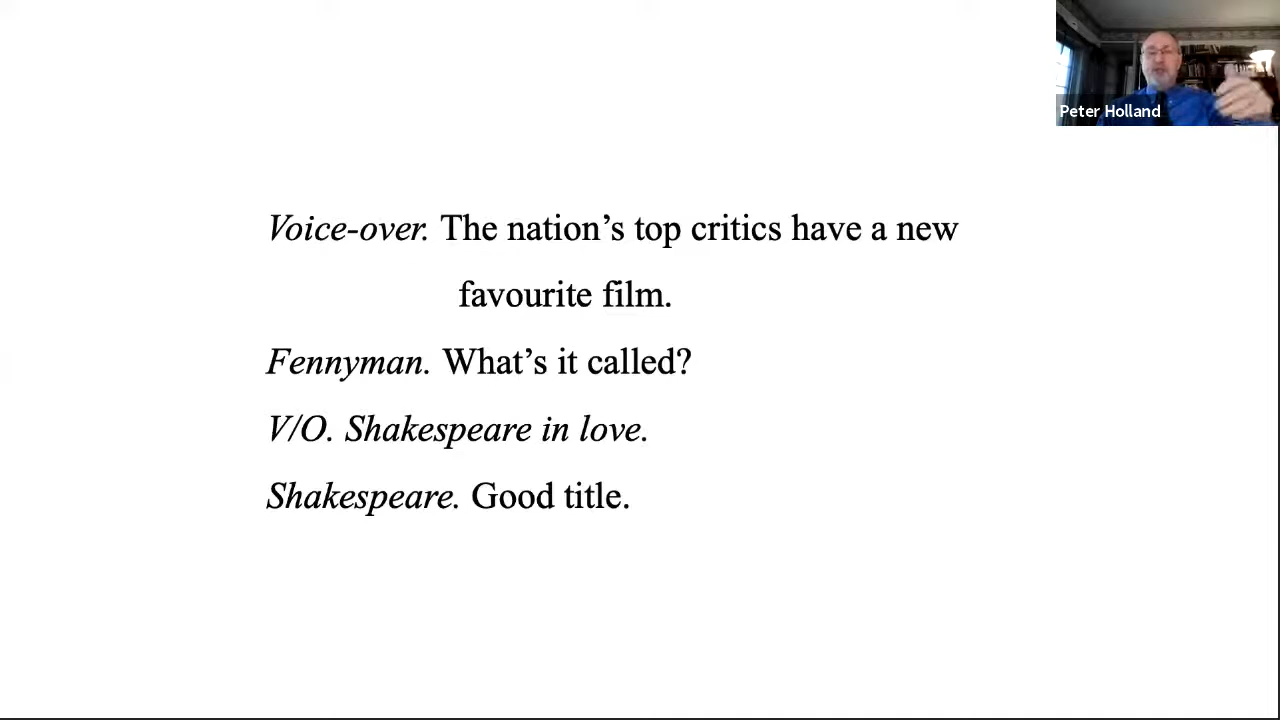 Peter Holland
Voice-over. The nation’s top critics have a new
favourite film.
Fennyman. What’s it called?
V/O. Shakespeare in love.
Shakespeare. Good title.